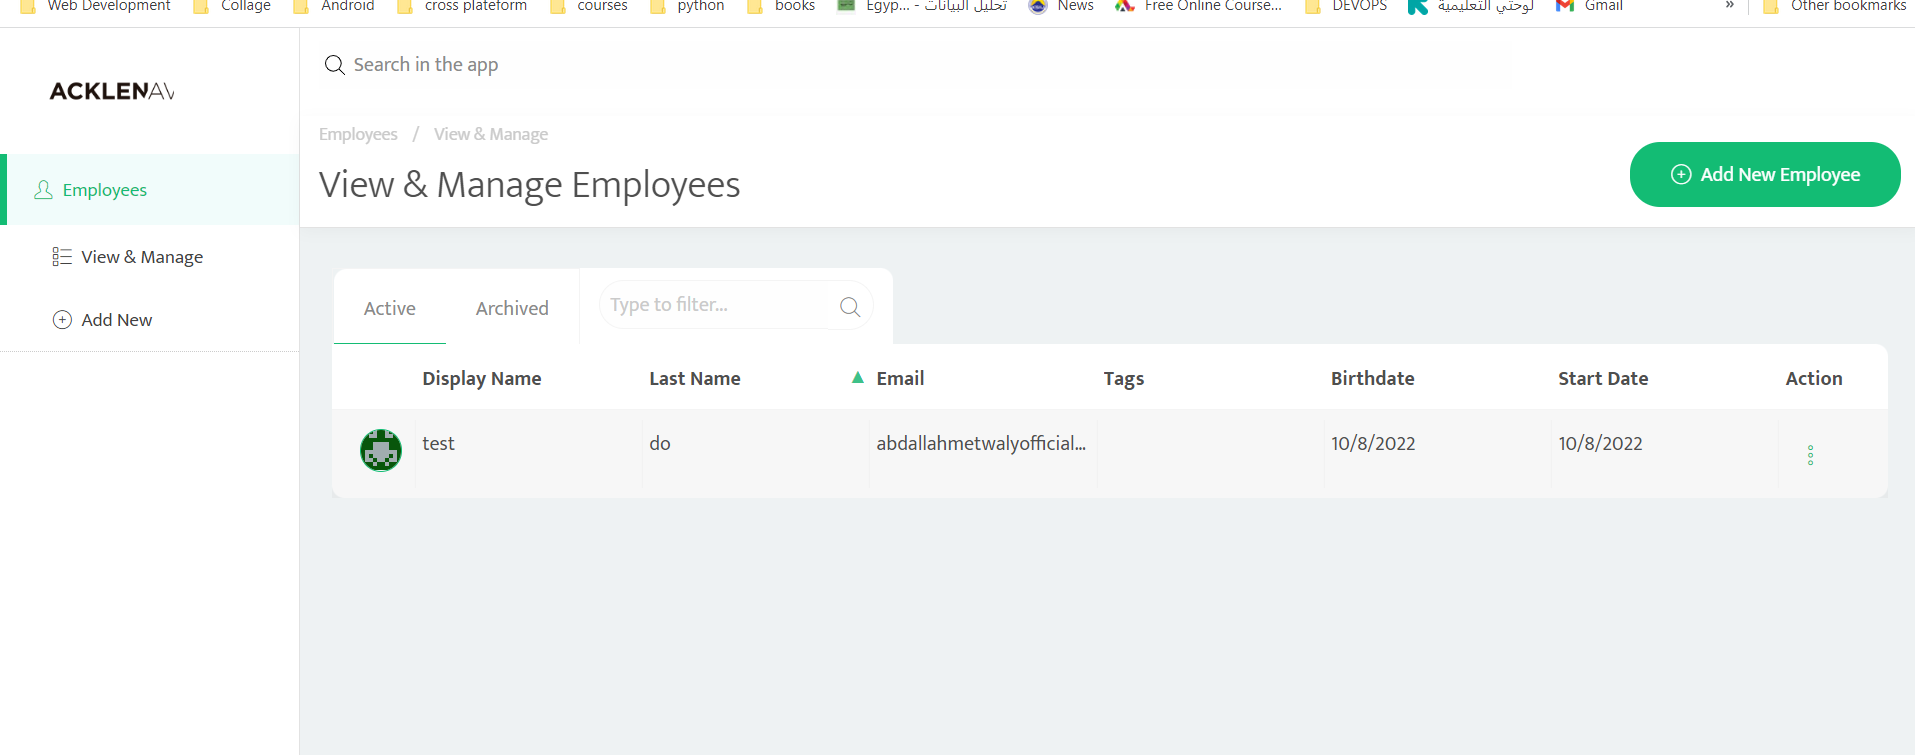 Web Development Collage Android cross plateform courses python books Egyp... - تحليل البيانات News Free Online Course... DEVOPS لوحتي التعليمية Gmail » Other bookmarks
ACKLENAV
Search in the app
Employees / View & Manage
View & Manage Employees
Add New Employee
Employees
View & Manage
Add New
Active Archived Type to filter...
Display Name Last Name ▲ Email Tags Birthdate Start Date Action
test do abdallahmetwalyofficial... 10/8/2022 10/8/2022